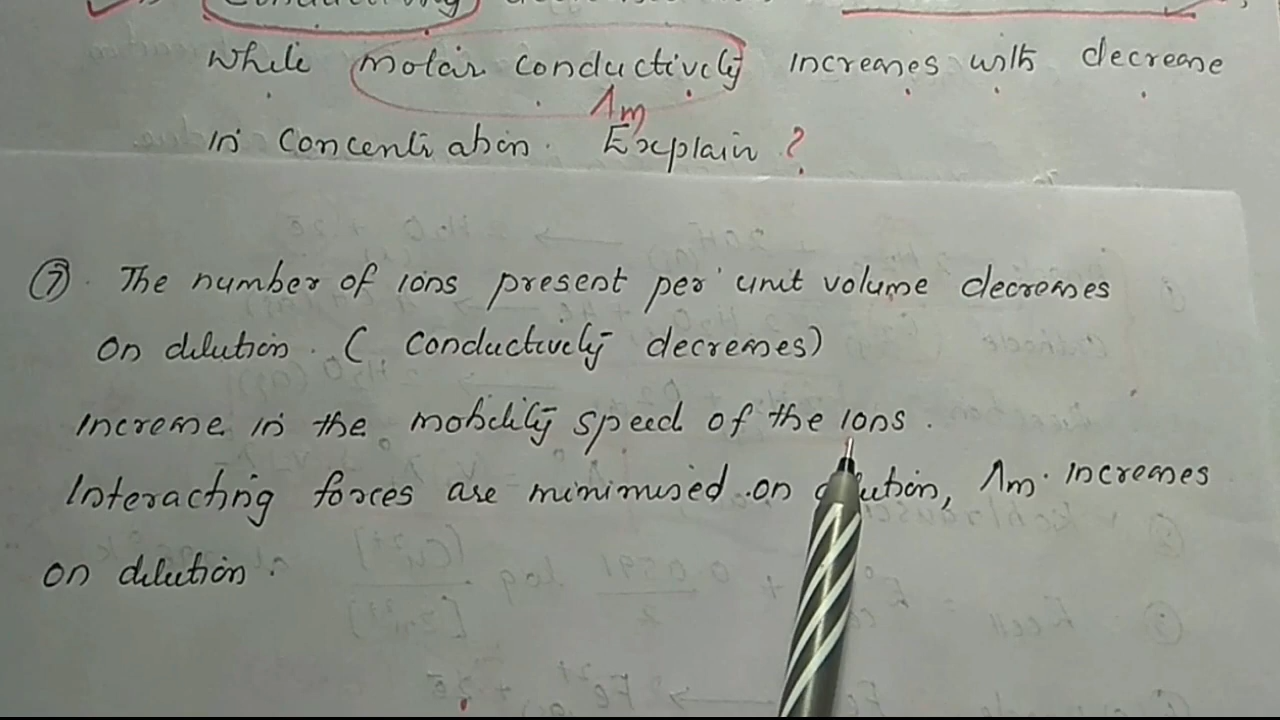 Conductivity
While molar conductivity increases with decrease
in concentration. Explain ?
Λm
⑦. The number of ions present per unit volume decreases
on dilution. ( conductivity decreases)
Increase in the mobility speed of the ions.
Interacting forces are minimised on dilution, Λm. increases
on dilution.